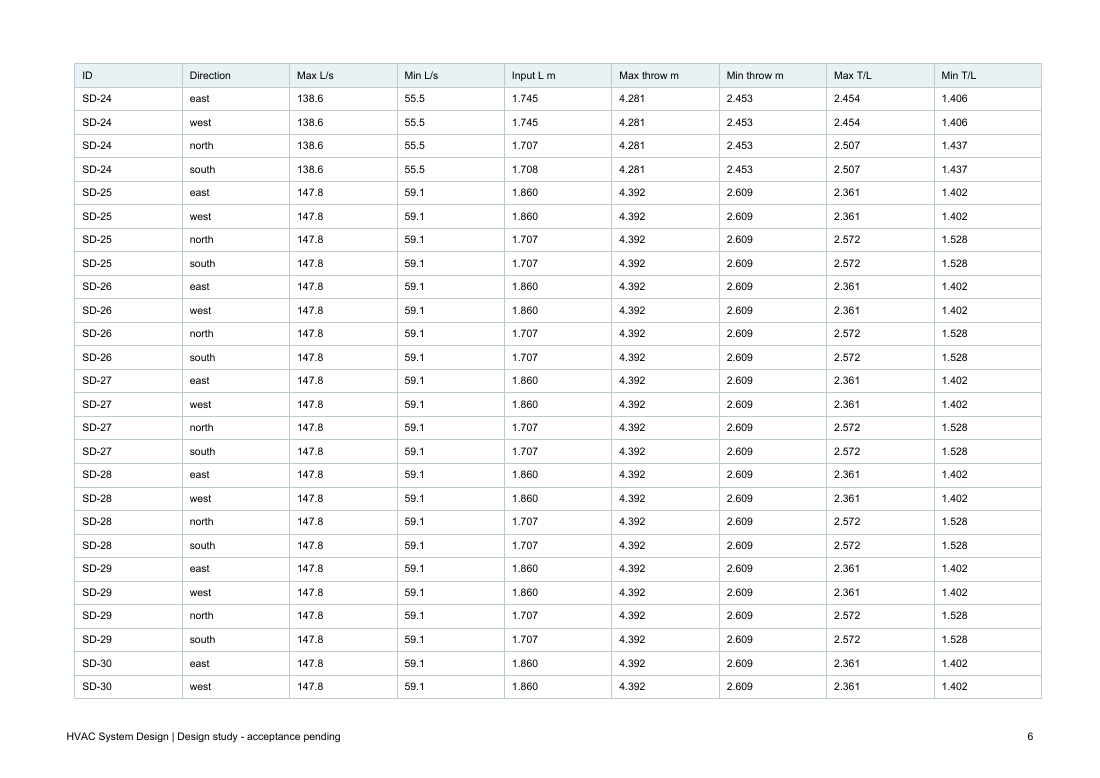 ID Direction Max L/s Min L/s Input L m Max throw m Min throw m Max T/L Min T/L
SD-24 east 138.6 55.5 1.745 4.281 2.453 2.454 1.406
SD-24 west 138.6 55.5 1.745 4.281 2.453 2.454 1.406
SD-24 north 138.6 55.5 1.707 4.281 2.453 2.507 1.437
SD-24 south 138.6 55.5 1.708 4.281 2.453 2.507 1.437
SD-25 east 147.8 59.1 1.860 4.392 2.609 2.361 1.402
SD-25 west 147.8 59.1 1.860 4.392 2.609 2.361 1.402
SD-25 north 147.8 59.1 1.707 4.392 2.609 2.572 1.528
SD-25 south 147.8 59.1 1.707 4.392 2.609 2.572 1.528
SD-26 east 147.8 59.1 1.860 4.392 2.609 2.361 1.402
SD-26 west 147.8 59.1 1.860 4.392 2.609 2.361 1.402
SD-26 north 147.8 59.1 1.707 4.392 2.609 2.572 1.528
SD-26 south 147.8 59.1 1.707 4.392 2.609 2.572 1.528
SD-27 east 147.8 59.1 1.860 4.392 2.609 2.361 1.402
SD-27 west 147.8 59.1 1.860 4.392 2.609 2.361 1.402
SD-27 north 147.8 59.1 1.707 4.392 2.609 2.572 1.528
SD-27 south 147.8 59.1 1.707 4.392 2.609 2.572 1.528
SD-28 east 147.8 59.1 1.860 4.392 2.609 2.361 1.402
SD-28 west 147.8 59.1 1.860 4.392 2.609 2.361 1.402
SD-28 north 147.8 59.1 1.707 4.392 2.609 2.572 1.528
SD-28 south 147.8 59.1 1.707 4.392 2.609 2.572 1.528
SD-29 east 147.8 59.1 1.860 4.392 2.609 2.361 1.402
SD-29 west 147.8 59.1 1.860 4.392 2.609 2.361 1.402
SD-29 north 147.8 59.1 1.707 4.392 2.609 2.572 1.528
SD-29 south 147.8 59.1 1.707 4.392 2.609 2.572 1.528
SD-30 east 147.8 59.1 1.860 4.392 2.609 2.361 1.402
SD-30 west 147.8 59.1 1.860 4.392 2.609 2.361 1.402
HVAC System Design | Design study - acceptance pending 6